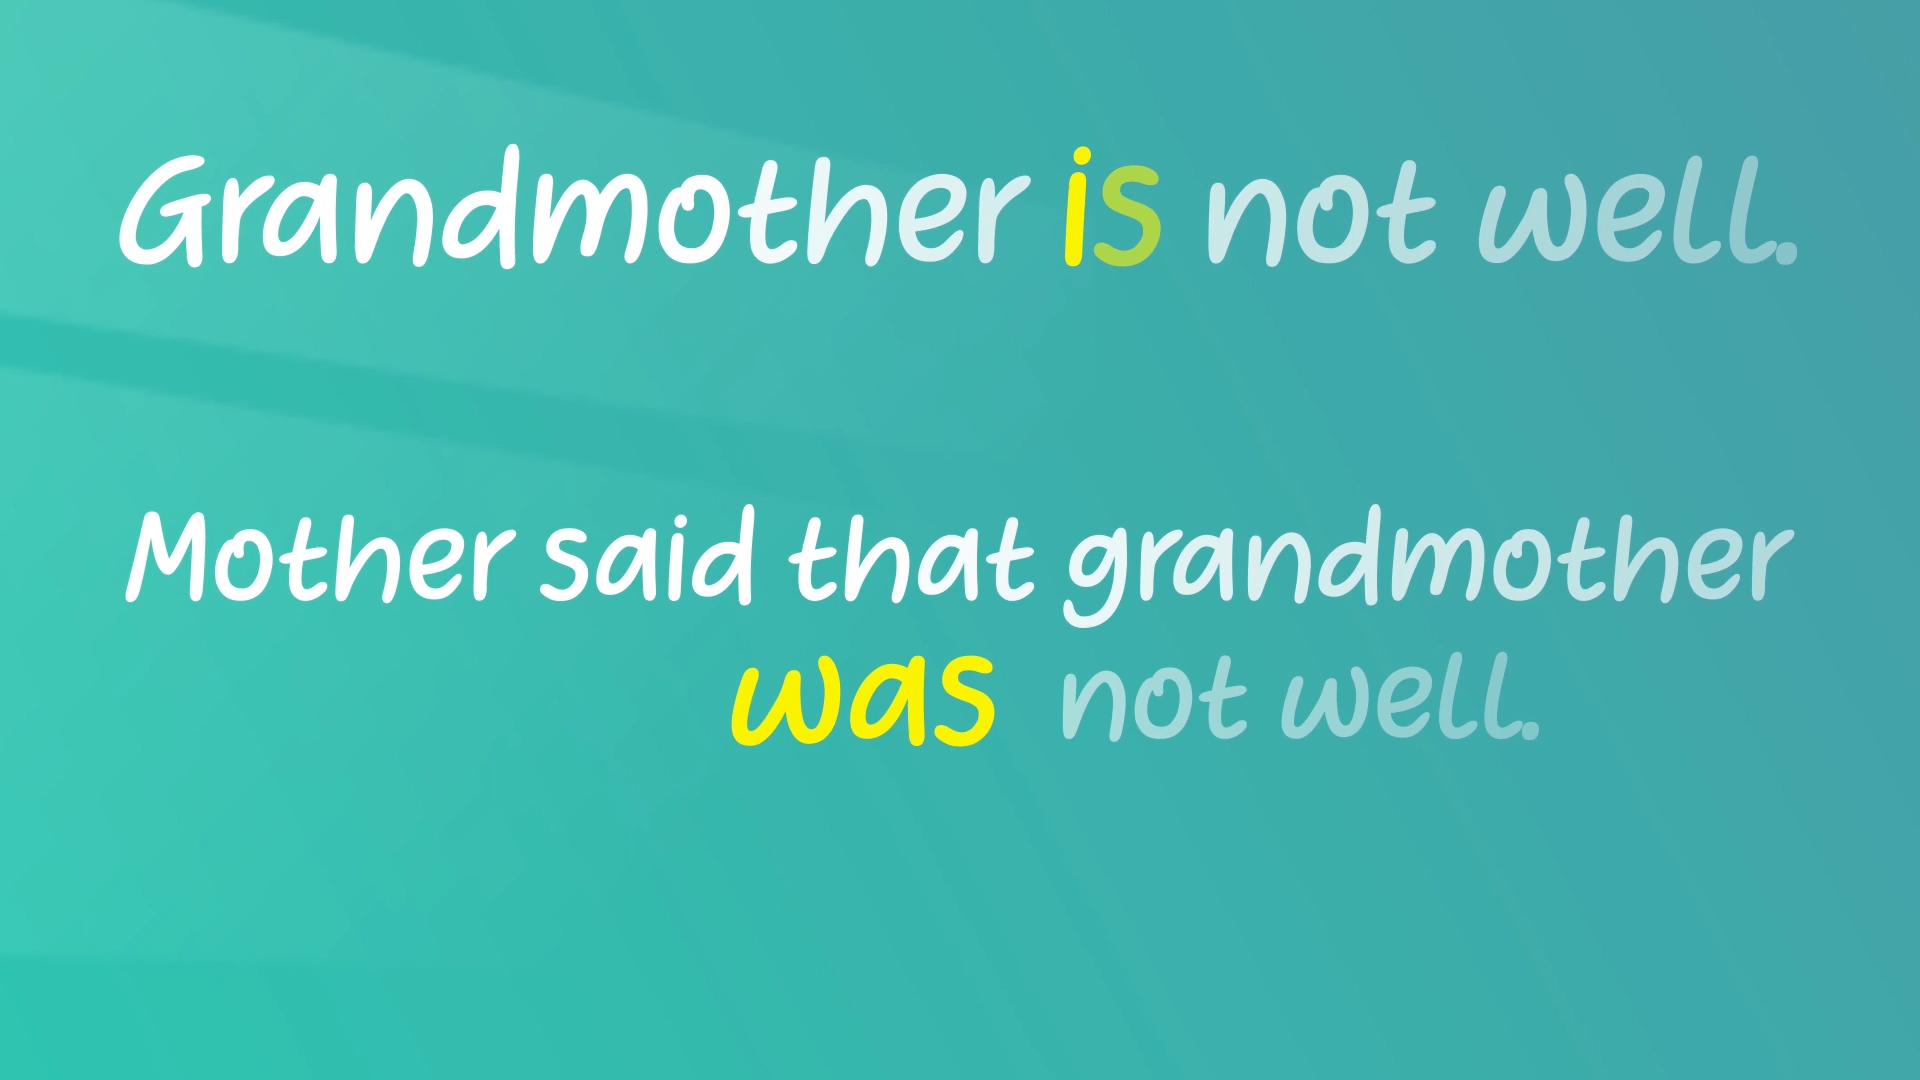 Grandmother is not well.
Mother said that grandmother
was not well.